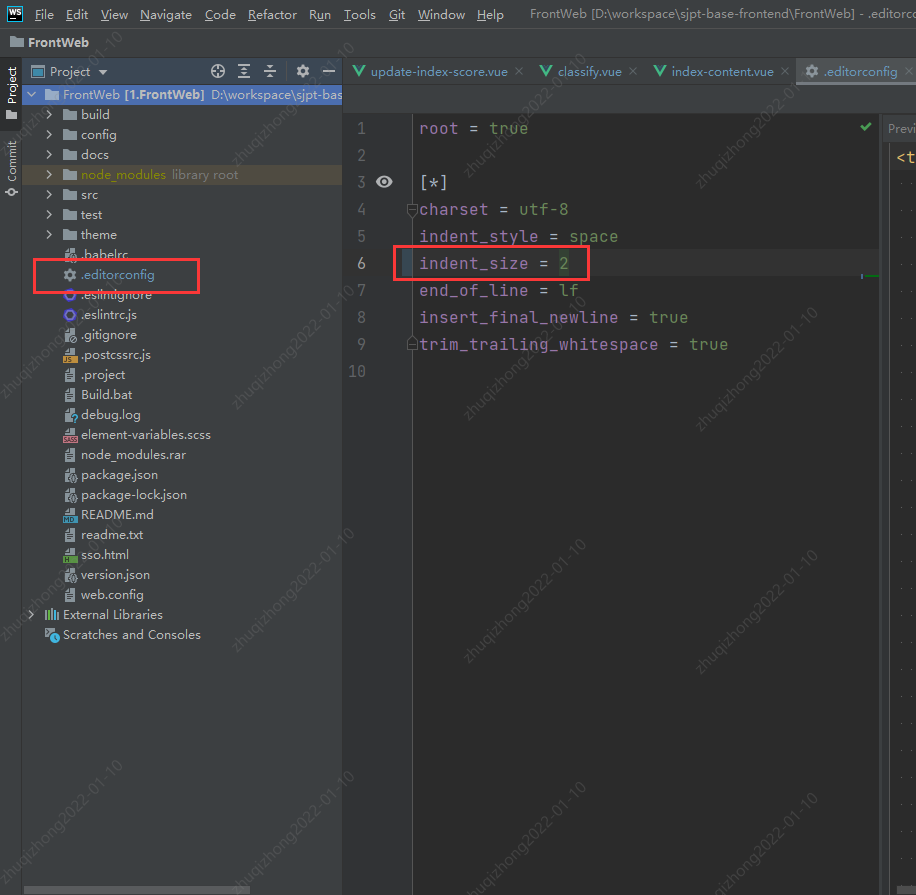 WS File Edit View Navigate Code Refactor Run Tools Git Window Help FrontWeb [D:\workspace\sjpt-base-frontend\FrontWeb] - .editorco
FrontWeb
Project
Commit
Project
update-index-score.vue classify.vue index-content.vue .editorconfig
FrontWeb [1.FrontWeb] D:\workspace\sjpt-bas
build
config
docs
node_modules library root
src
test
theme
.babelrc
.editorconfig
.eslintignore
.eslintrc.js
.gitignore
.postcssrc.js
.project
Build.bat
debug.log
element-variables.scss
node_modules.rar
package.json
package-lock.json
README.md
readme.txt
sso.html
version.json
web.config
External Libraries
Scratches and Consoles
1 root = true
2
3 [*]
4 charset = utf-8
5 indent_style = space
6 indent_size = 2
7 end_of_line = lf
8 insert_final_newline = true
9 trim_trailing_whitespace = true
10
Previ
<t
zhuqizhong2022-01-10